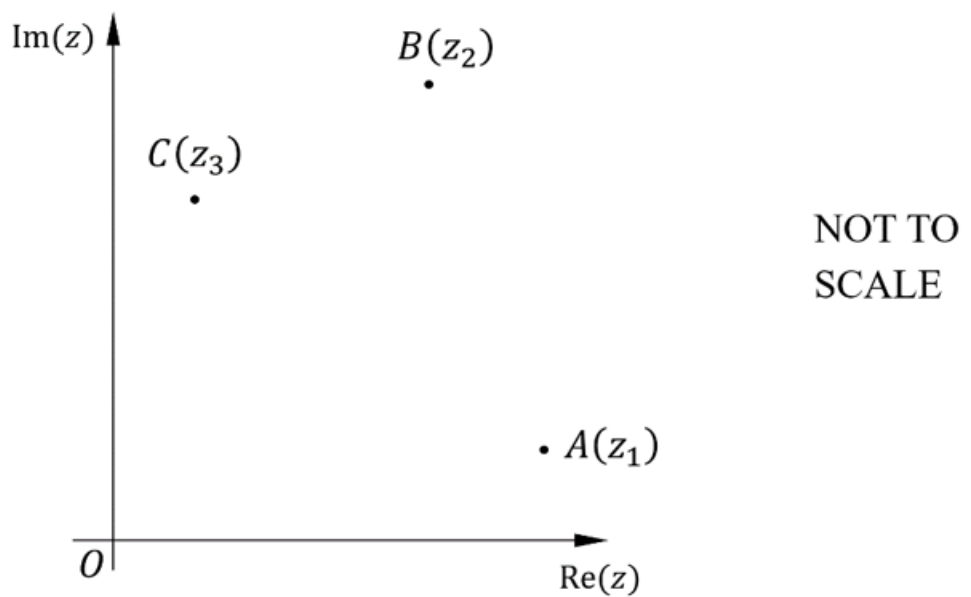 Im(z)
B(z₂)
C(z₃)
NOT TO
SCALE
A(z₁)
O
Re(z)